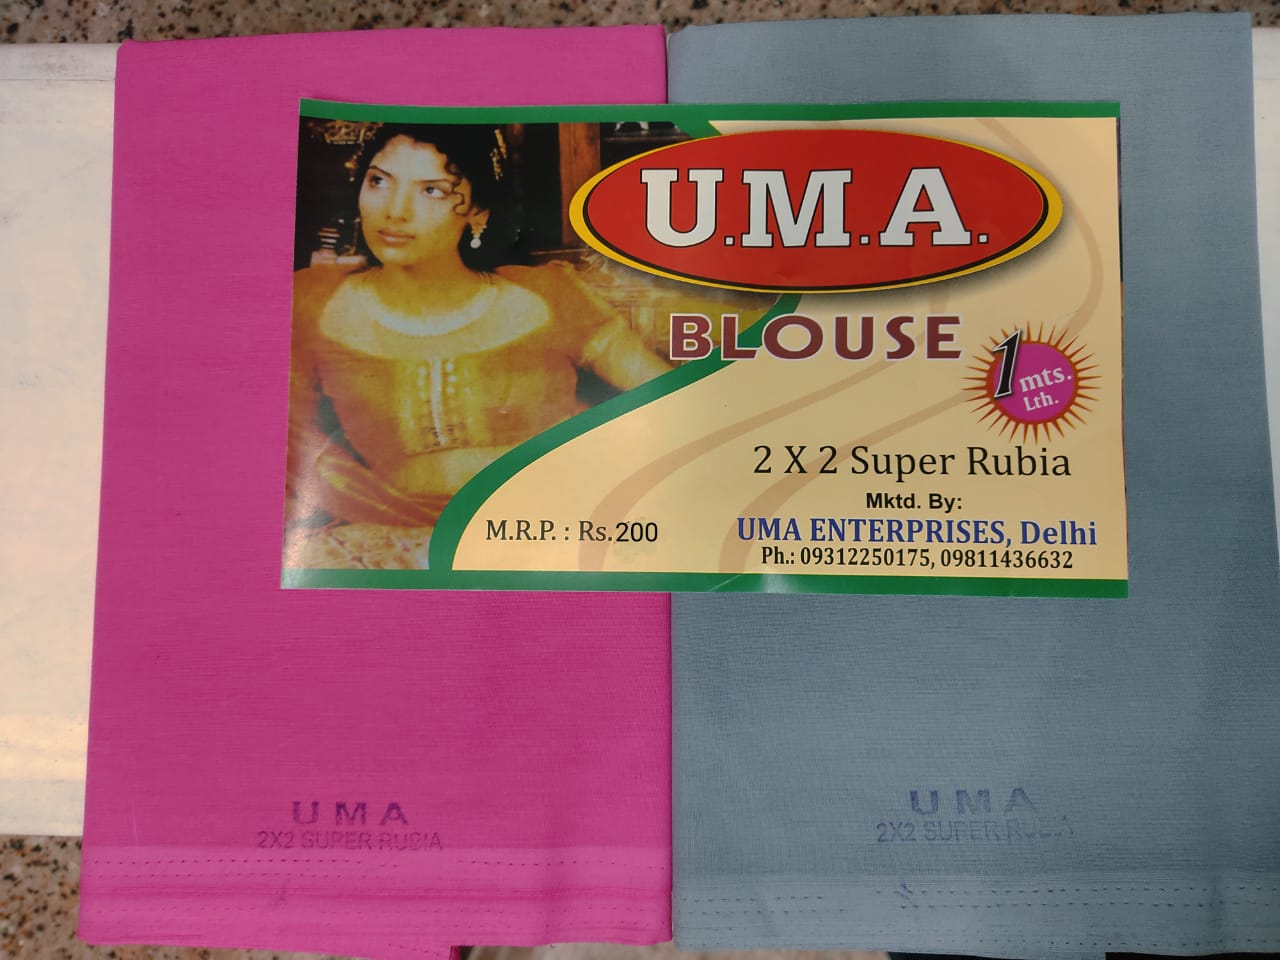 U.M.A.
BLOUSE
1 mts.
Lth.
2 X 2 Super Rubia
Mktd. By:
M.R.P. : Rs.200
UMA ENTERPRISES, Delhi
Ph.: 09312250175, 09811436632
UMA
2X2 SUPER RUBIA
UMA
2X2 SUPER RUBIA